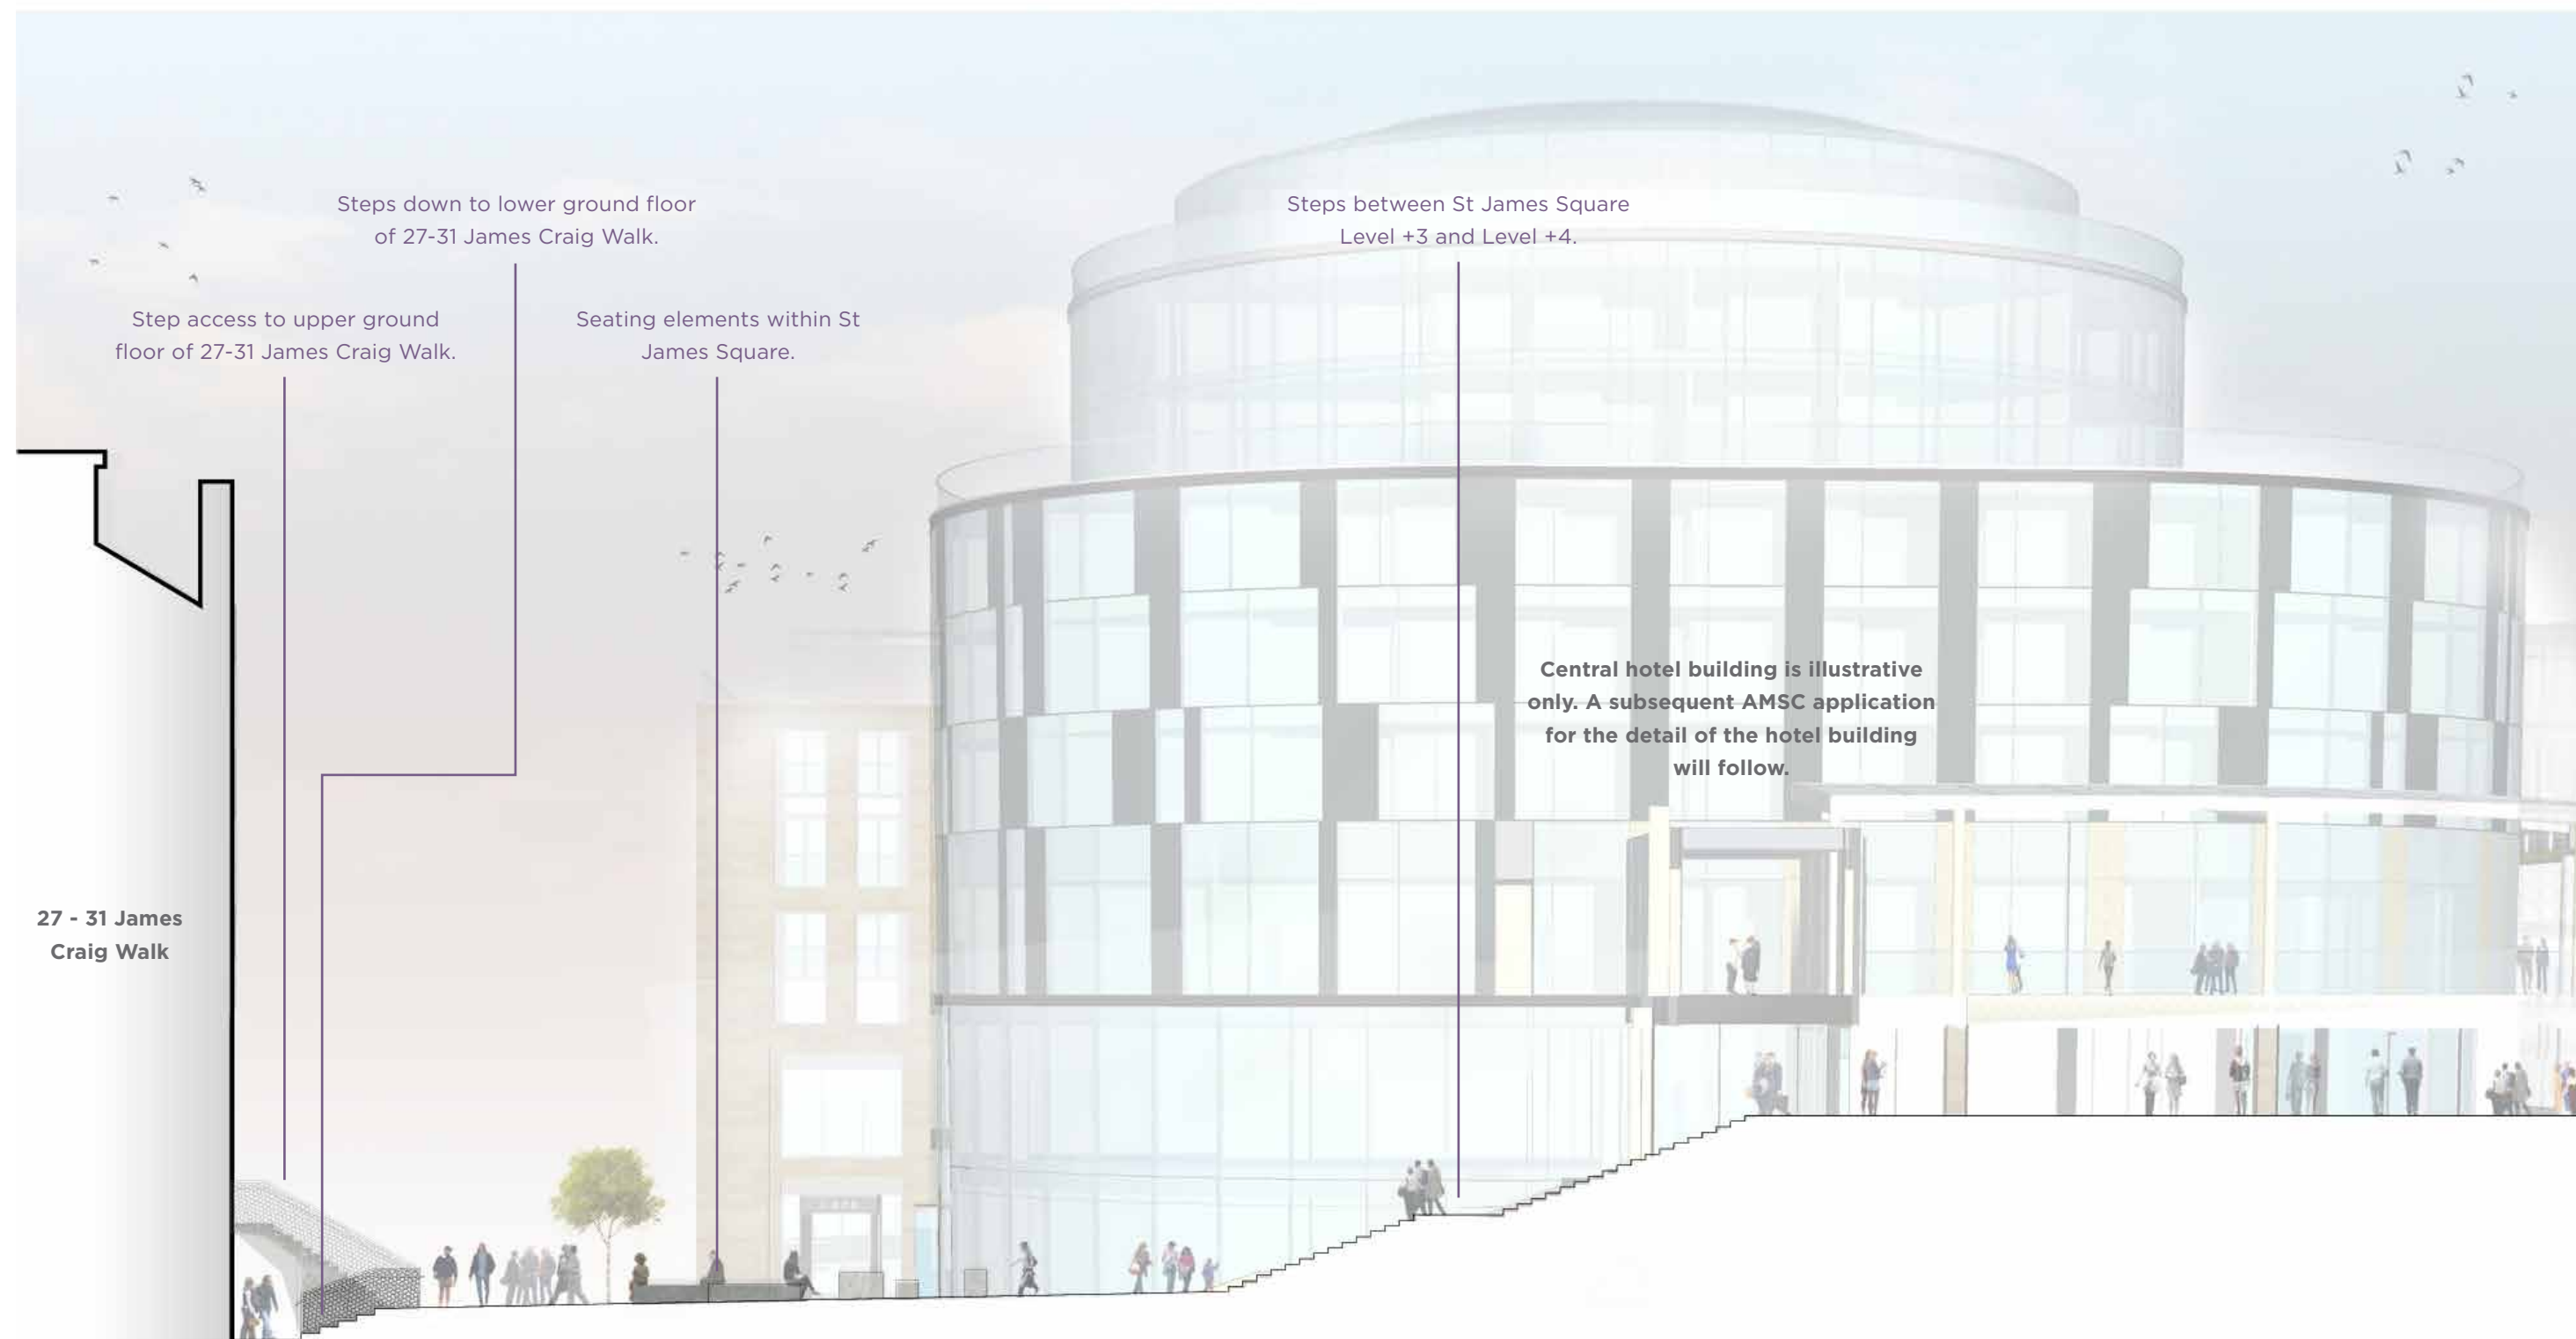 Steps down to lower ground floor
of 27-31 James Craig Walk.
Steps between St James Square
Level +3 and Level +4.
Step access to upper ground
floor of 27-31 James Craig Walk.
Seating elements within St
James Square.
Central hotel building is illustrative
only. A subsequent AMSC application
for the detail of the hotel building
will follow.
27 - 31 James
Craig Walk